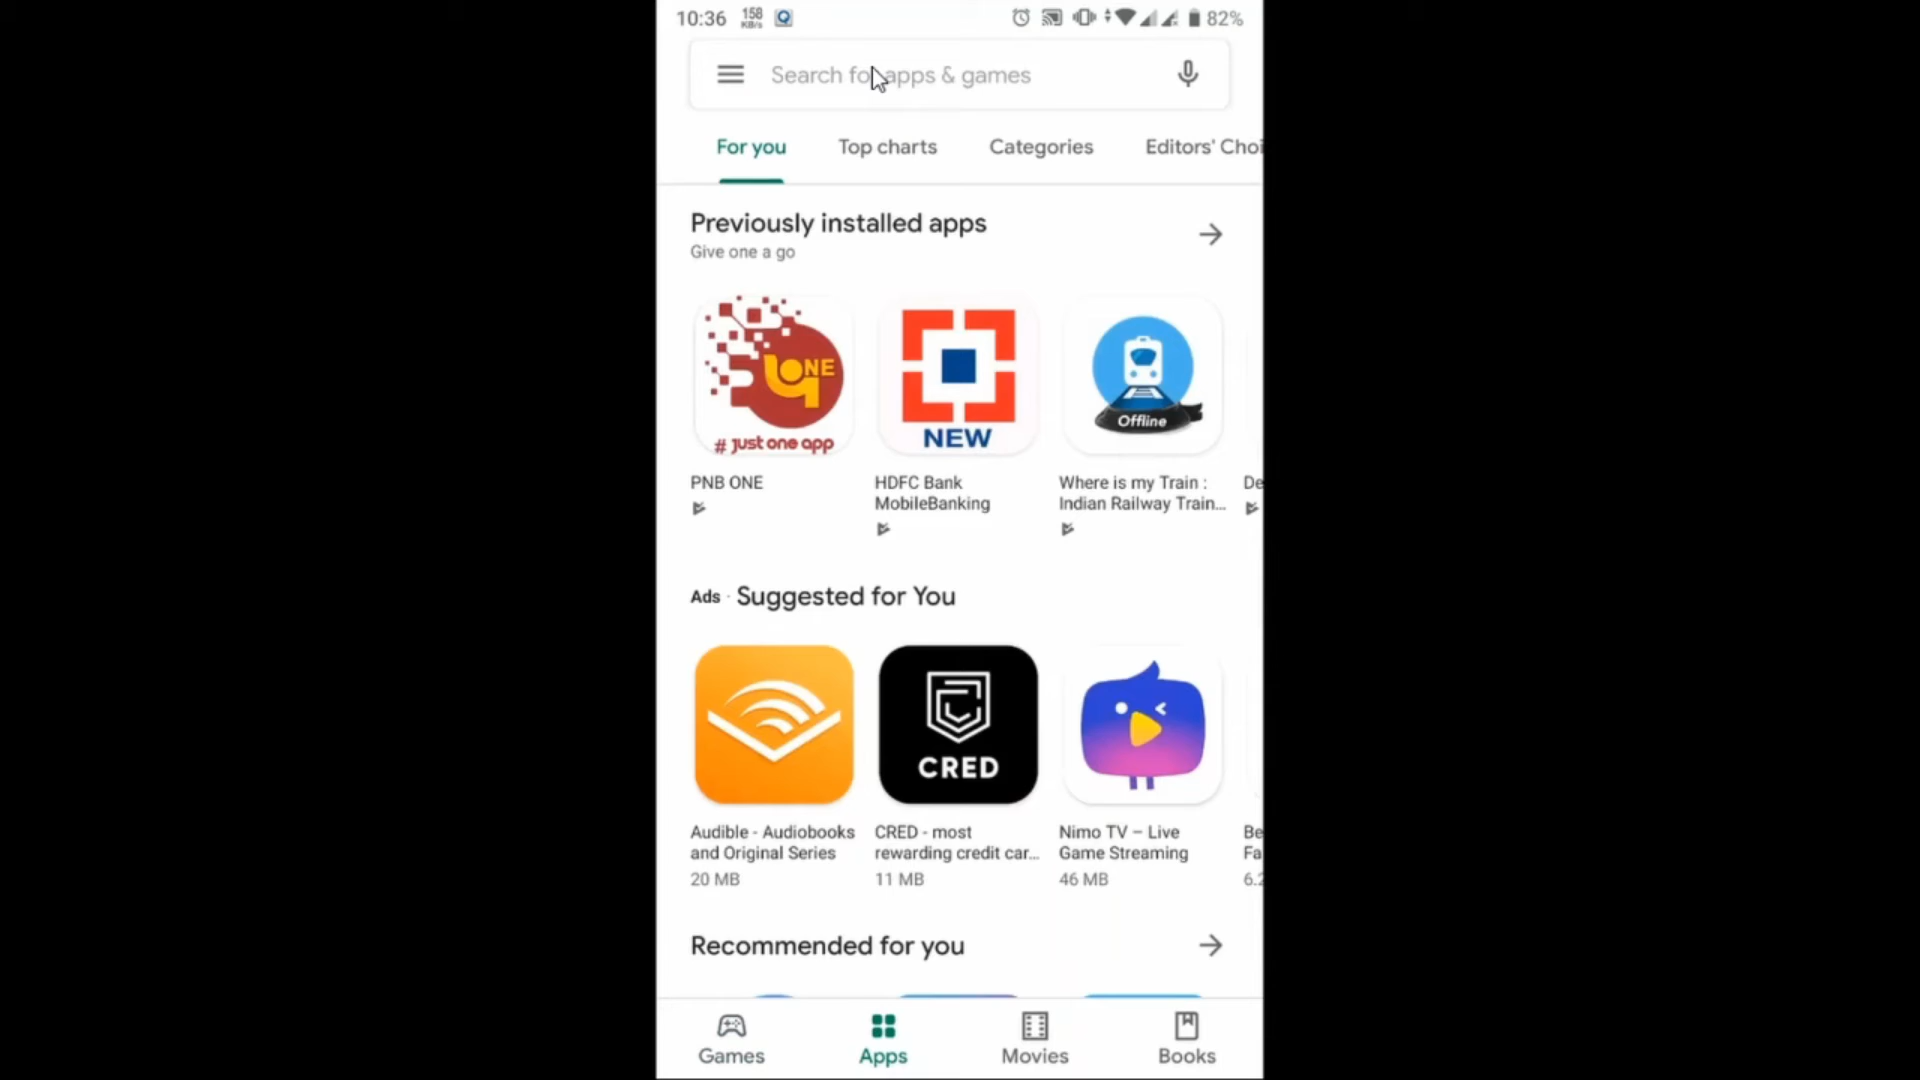 10:36 158 KB/s 82%
Search for apps & games
For you Top charts Categories Editors' Choi
Previously installed apps
Give one a go
ONE
# just one app
NEW
Offline
PNB ONE
HDFC Bank MobileBanking
Where is my Train : Indian Railway Train...
De
Ads · Suggested for You
CRED
Audible - Audiobooks and Original Series
20 MB
CRED - most rewarding credit car...
11 MB
Nimo TV – Live Game Streaming
46 MB
Be
Fa
6.2
Recommended for you
Games Apps Movies Books